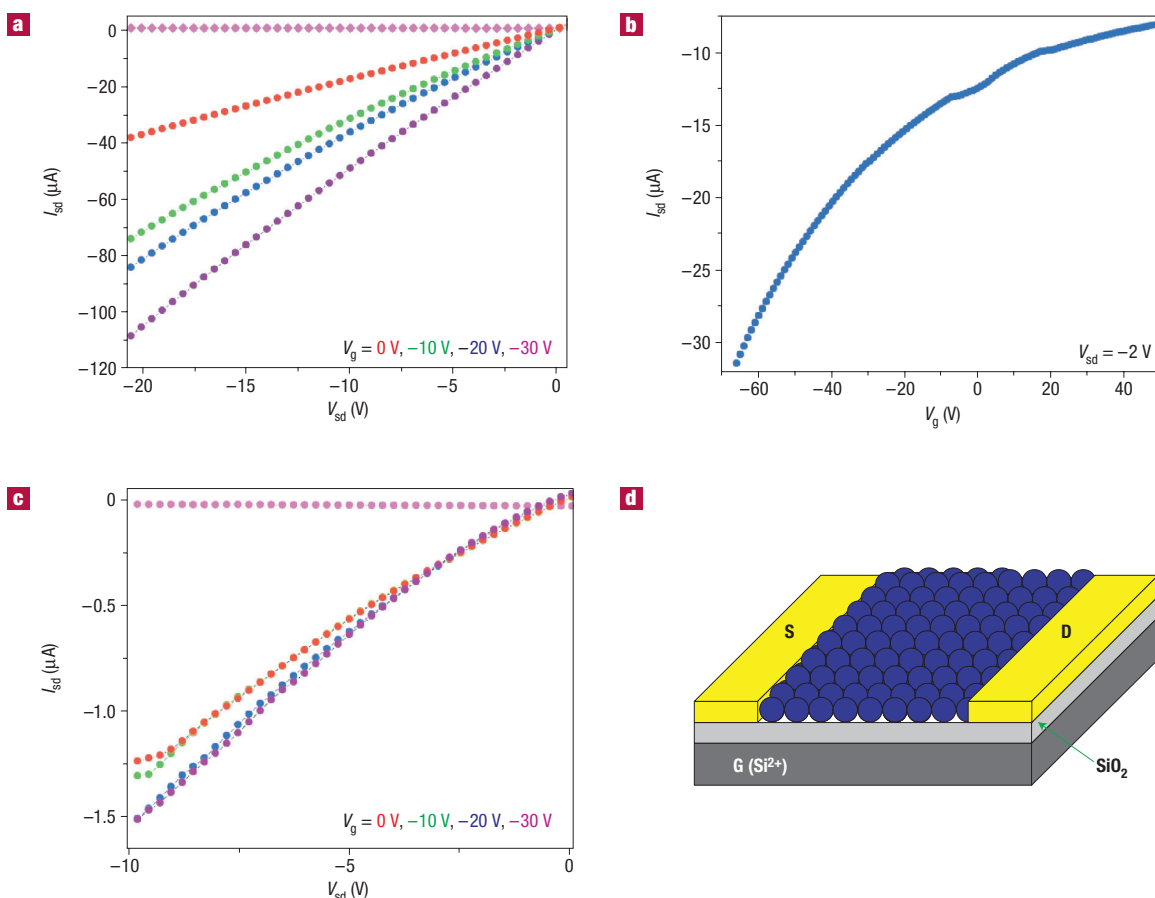 a
0
−20
−40
−60
−80
−100
−120
I_sd (μA)
−20
−15
−10
−5
0
V_sd (V)
V_g = 0 V, −10 V, −20 V, −30 V
b
−10
−15
−20
−25
−30
I_sd (μA)
−60
−40
−20
0
20
40
V_g (V)
V_sd = −2 V
c
0
−0.5
−1.0
−1.5
I_sd (μA)
−10
−5
0
V_sd (V)
V_g = 0 V, −10 V, −20 V, −30 V
d
S
D
G (Si²⁺)
SiO₂